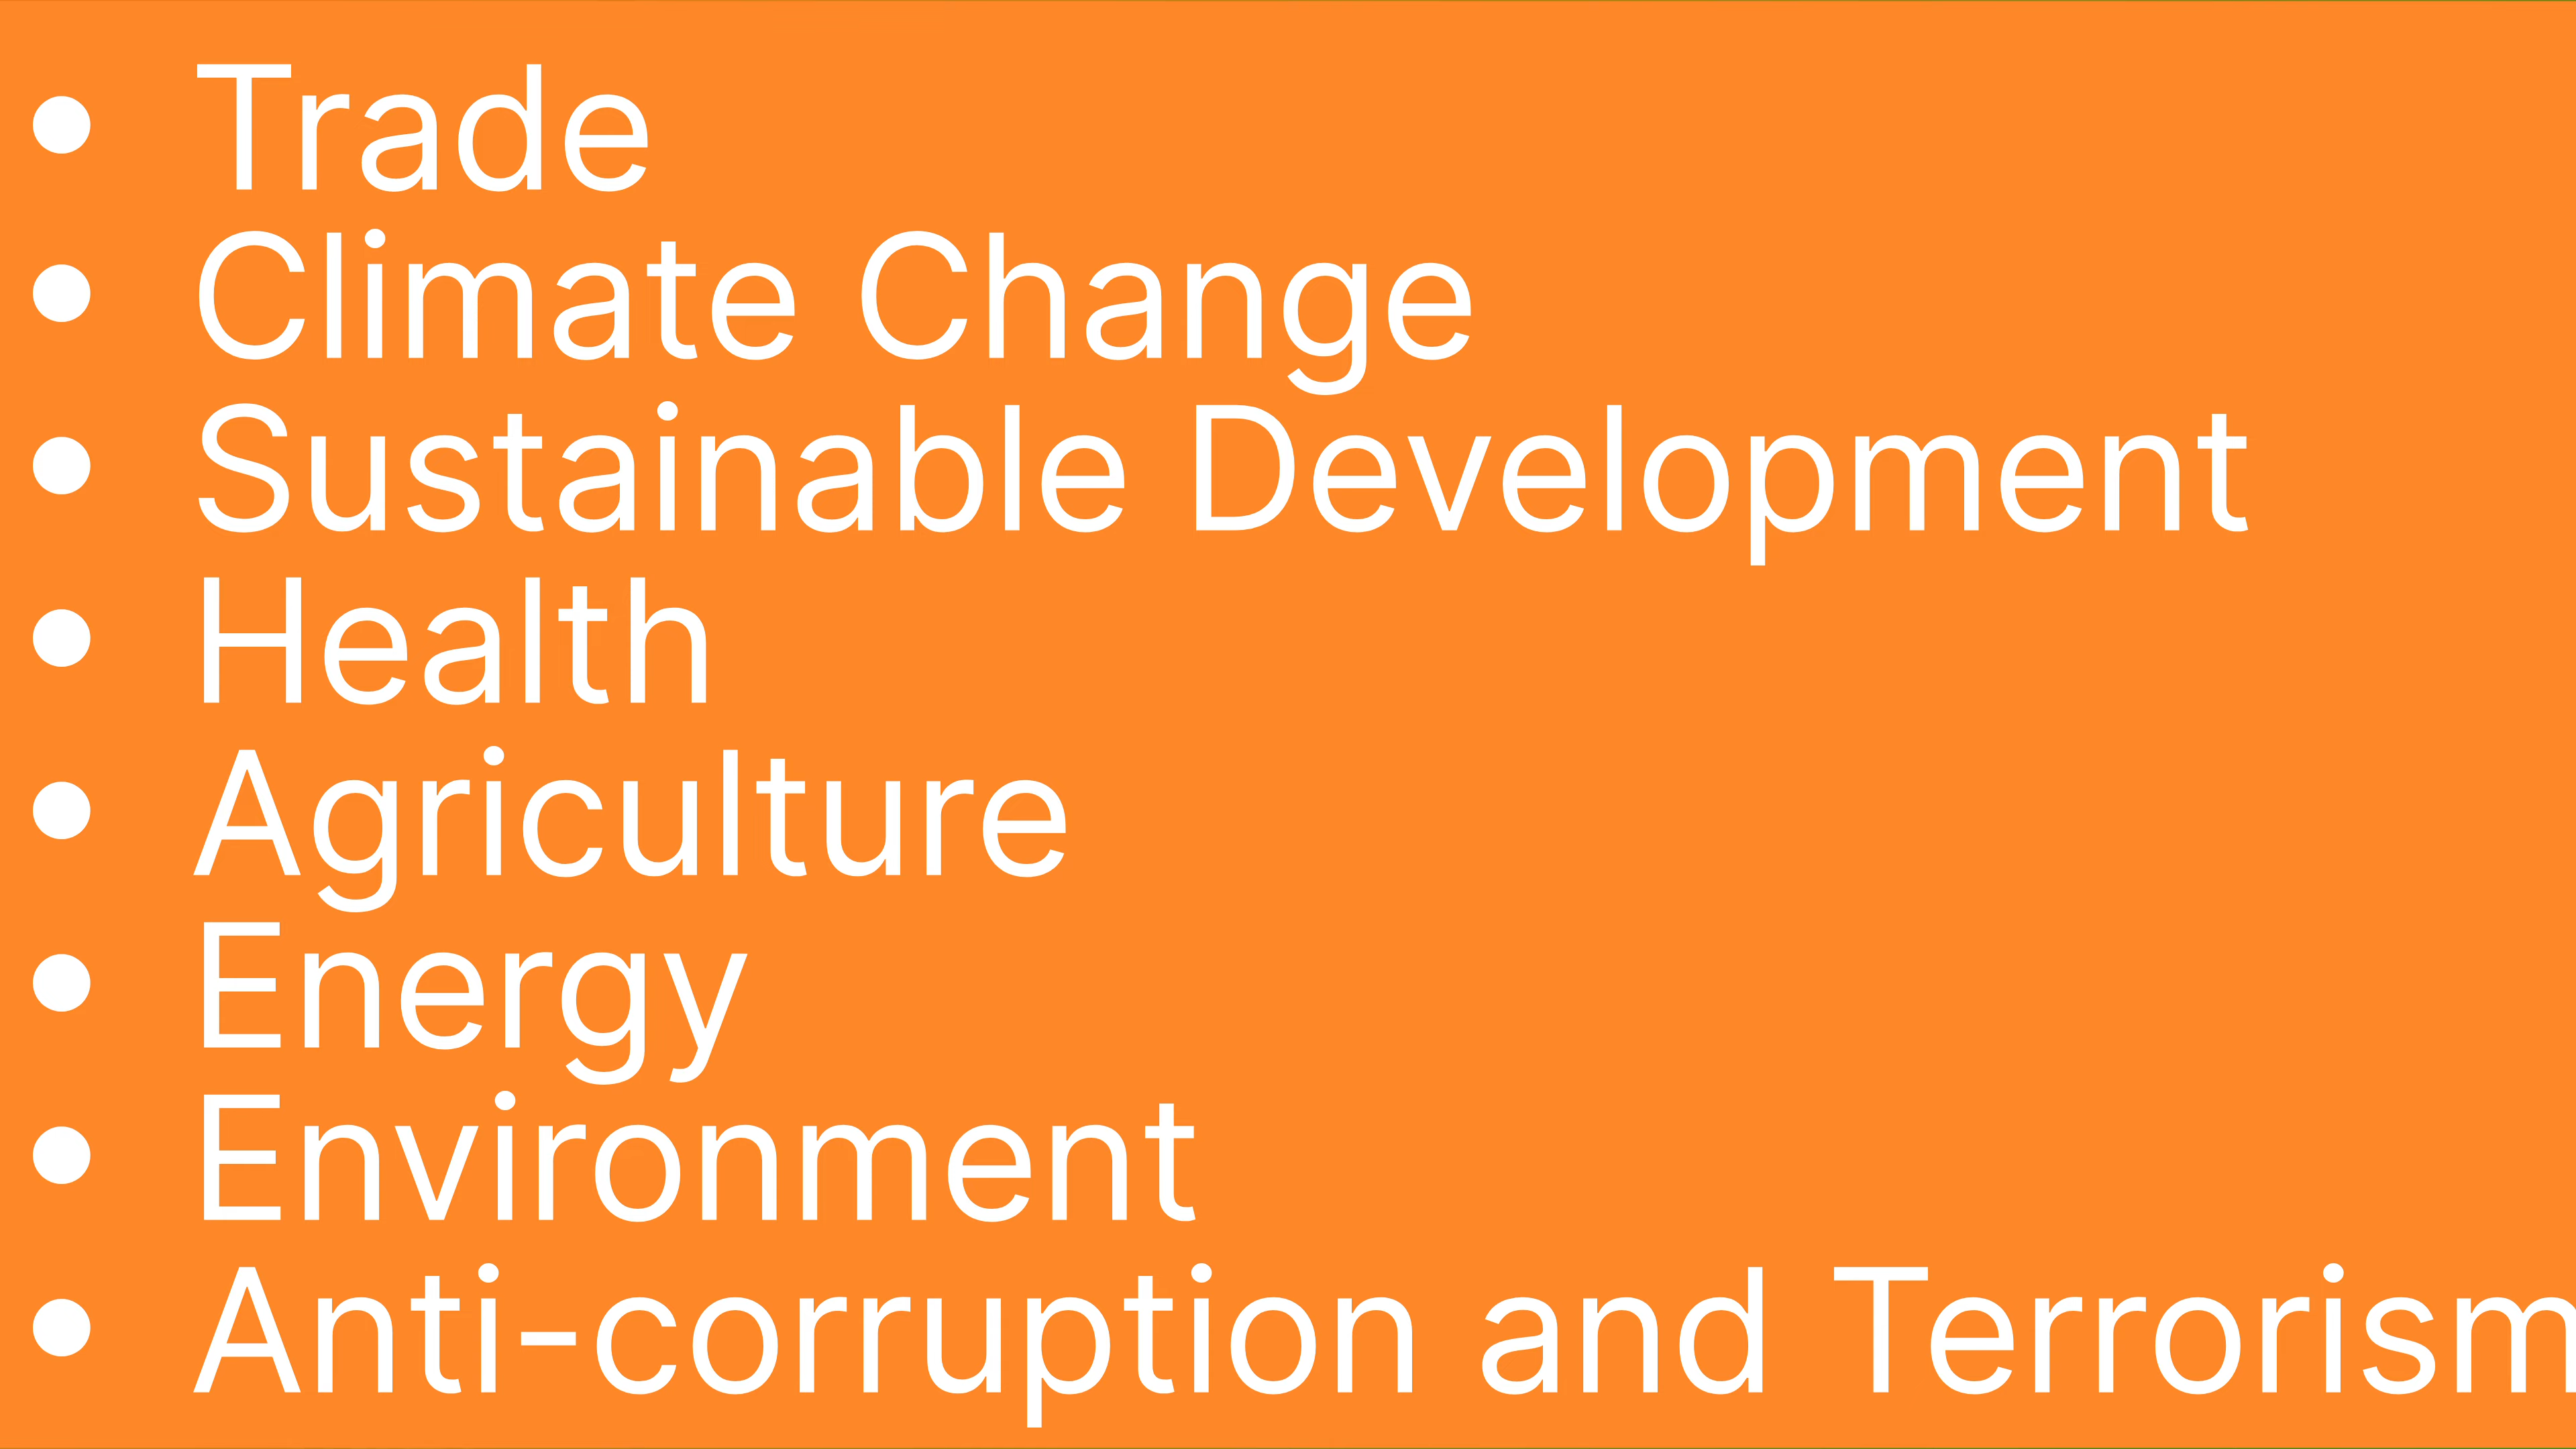 • Trade
• Climate Change
• Sustainable Development
• Health
• Agriculture
• Energy
• Environment
• Anti-corruption and Terrorism